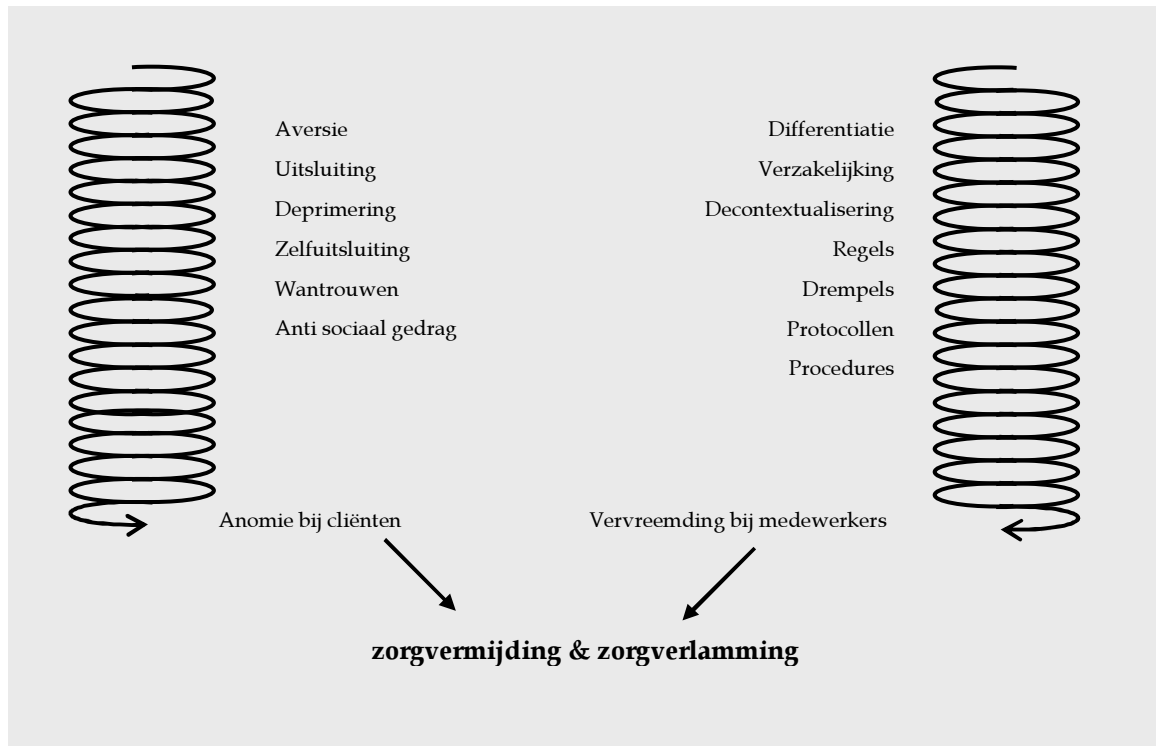 Aversie
Uitsluiting
Deprimering
Zelfuitsluiting
Wantrouwen
Anti sociaal gedrag
Differentiatie
Verzakelijking
Decontextualisering
Regels
Drempels
Protocollen
Procedures
Anomie bij cliënten
Vervreemding bij medewerkers
zorgvermijding & zorgverlamming